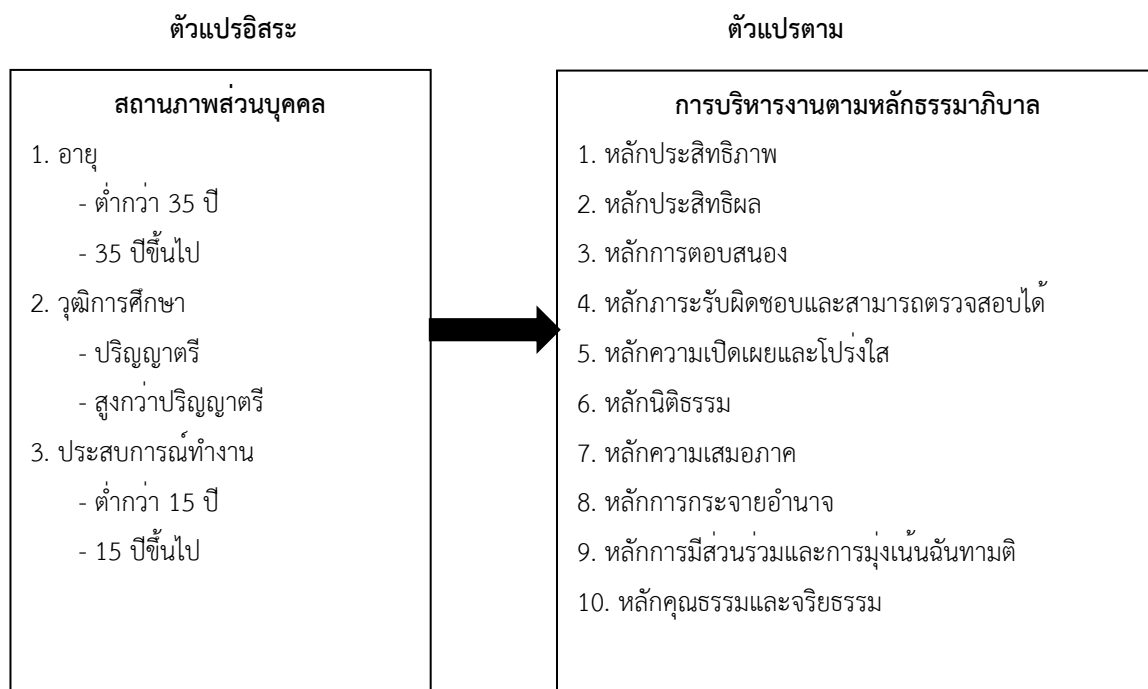 ตัวแปรอิสระ
ตัวแปรตาม
สถานภาพส่วนบุคคล
1. อายุ
- ต่ำกว่า 35 ปี
- 35 ปีขึ้นไป
2. วุฒิการศึกษา
- ปริญญาตรี
- สูงกว่าปริญญาตรี
3. ประสบการณ์ทำงาน
- ต่ำกว่า 15 ปี
- 15 ปีขึ้นไป
การบริหารงานตามหลักธรรมาภิบาล
1. หลักประสิทธิภาพ
2. หลักประสิทธิผล
3. หลักการตอบสนอง
4. หลักภาระรับผิดชอบและสามารถตรวจสอบได้
5. หลักความเปิดเผยและโปร่งใส
6. หลักนิติธรรม
7. หลักความเสมอภาค
8. หลักการกระจายอำนาจ
9. หลักการมีส่วนร่วมและการมุ่งเน้นฉันทามติ
10. หลักคุณธรรมและจริยธรรม